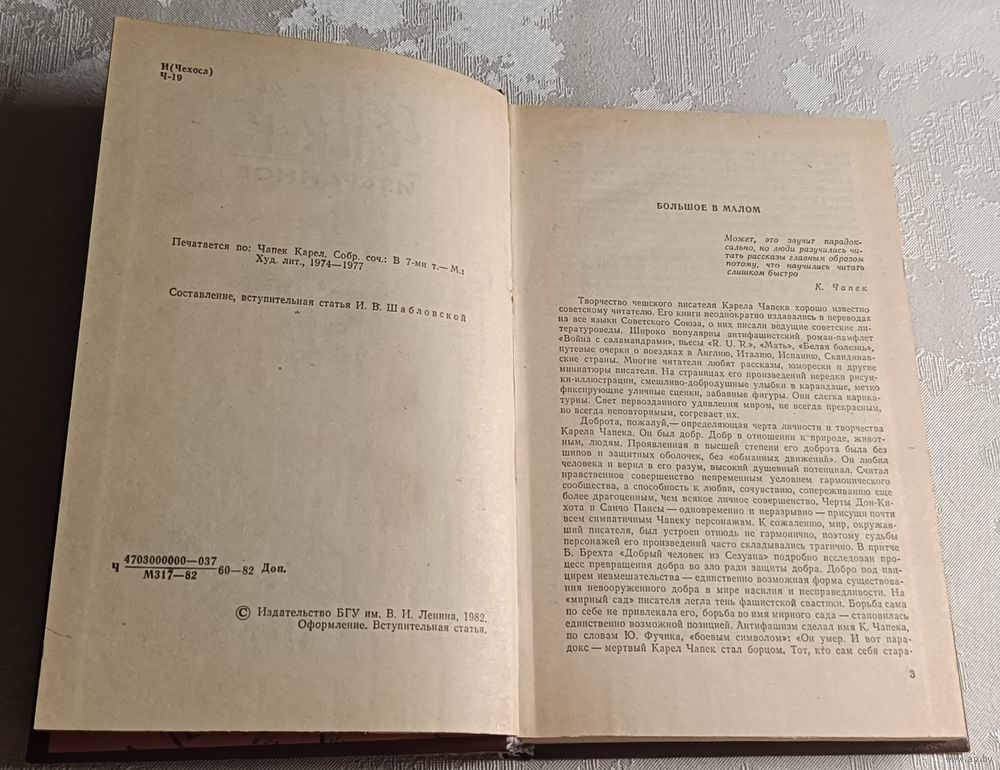 И(Чехосл)
Ч-19
ИЗБРАННОЕ
Печатается по: Чапек Карел. Собр. соч.: В 7-ми т.— М.:
Худ. лит., 1974—1977
Составление, вступительная статья И. В. Шабловской
Ч 4703000000—037
М317—82
60—82 Доп.
© Издательство БГУ им. В. И. Ленина, 1982.
Оформление. Вступительная статья.
БОЛЬШОЕ В МАЛОМ
Может, это звучит парадок-
сально, но люди разучились чи-
тать рассказы главным образом
потому, что научились читать
слишком быстро
К. Чапек
Творчество чешского писателя Карела Чапека хорошо известно
советскому читателю. Его книги неоднократно издавались в переводах
на все языки Советского Союза, о них писали ведущие советские ли-
тературоведы. Широко популярны антифашистский роман-памфлет
«Война с саламандрами», пьесы «R. U. R.», «Мать», «Белая болезнь»,
путевые очерки о поездках в Англию, Италию, Испанию, Скандинав-
ские страны. Многие читатели любят рассказы, юморески и другие
миниатюры писателя. На страницах его произведений нередки рисун-
ки-иллюстрации, смешливо-добродушные улыбки в карандаше, метко
фиксирующие уличные сценки, забавные фигуры. Они слегка карика-
турны. Свет первозданного удивления миром, не всегда прекрасным,
но всегда неповторимым, согревает их.
Доброта, пожалуй,— определяющая черта личности и творчества
Карела Чапека. Он был добр. Добр в отношении к природе, живот-
ным, людям. Проявленная в высшей степени его доброта была без
шипов и защитных оболочек, без «обманных движений». Он любил
человека и верил в его разум, высокий душевный потенциал. Считал
нравственное совершенство непременным условием гармонического
сообщества, а способность к любви, сочувствию, сопереживанию еще
более драгоценным, чем всякое личное совершенство. Черты Дон-Ки-
хота и Санчо Пансы — одновременно и неразрывно — присущи почти
всем симпатичным Чапеку персонажам. К сожалению, мир, окружав-
ший писателя, был устроен отнюдь не гармонично, поэтому судьбы
персонажей его произведений часто складывались трагично. В притче
Б. Брехта «Добрый человек из Сезуана» подробно исследован про-
цесс превращения добра во зло ради защиты добра. Добро под пан-
цирем невмешательства — единственно возможная форма существова-
ния невооруженного добра в мире насилия и несправедливости. На
«мирный сад» писателя легла тень фашистской свастики. Борьба сама
по себе не привлекала его, борьба во имя мирного сада — становилась
единственно возможной позицией. Антифашизм сделал имя К. Чапека,
по словам Ю. Фучика, «боевым символом»: «Он умер. И вот пара-
докс — мертвый Карел Чапек стал борцом. Тот, кто сам себя стара-
3
www.ay.by